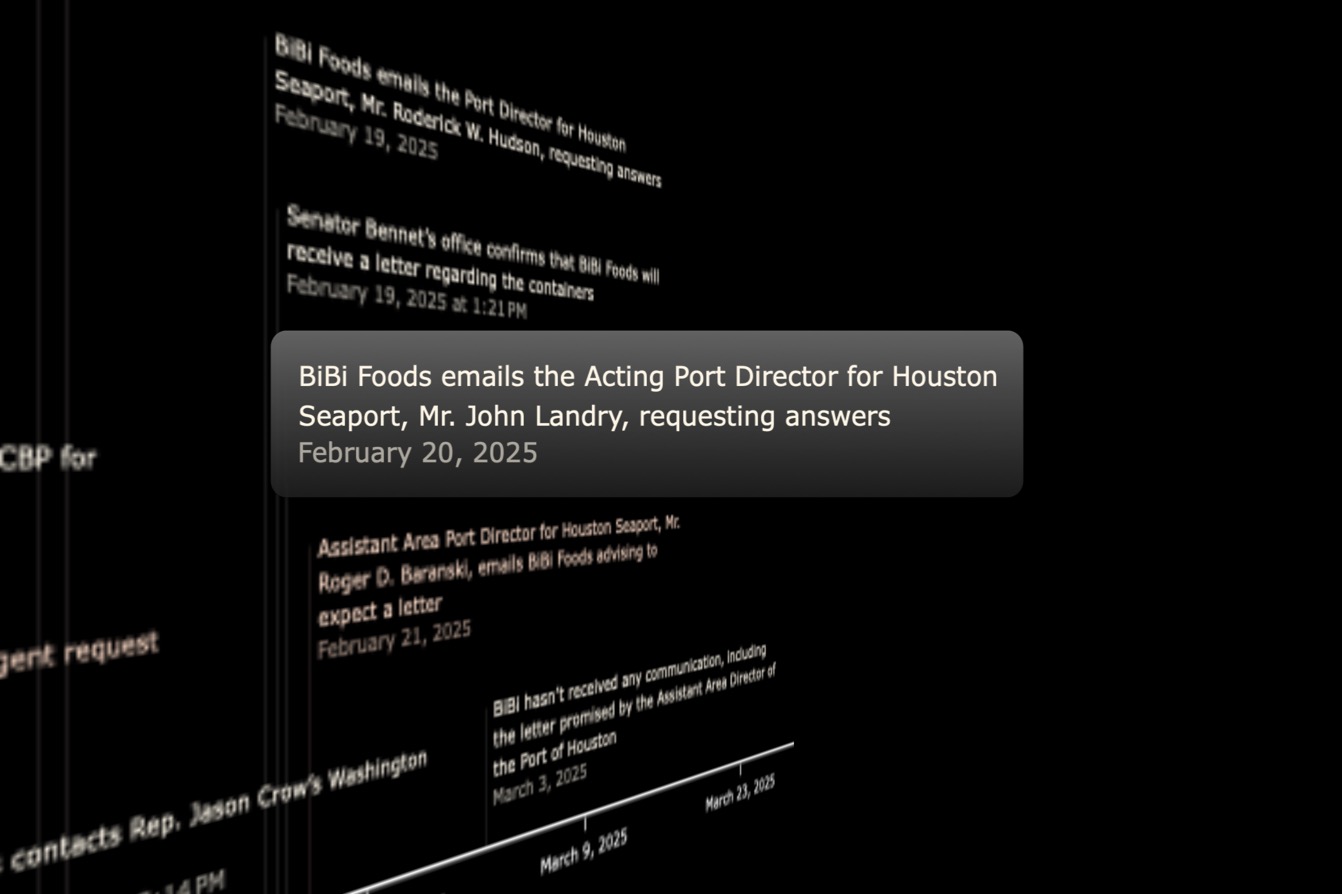 BiBi Foods emails the Port Director for Houston
Seaport, Mr. Roderick W. Hudson, requesting answers
February 19, 2025
Senator Bennet's office confirms that BiBi Foods will
receive a letter regarding the containers
February 19, 2025 at 1:21 PM
BiBi Foods emails the Acting Port Director for Houston
Seaport, Mr. John Landry, requesting answers
February 20, 2025
CBP for
Assistant Area Port Director for Houston Seaport, Mr.
Roger D. Baranski, emails BiBi Foods advising to
expect a letter
February 21, 2025
gent request
BiBi hasn't received any communication, including
the letter promised by the Assistant Area Director of
the Port of Houston
March 3, 2025
contacts Rep. Jason Crow's Washington
:14 PM
March 9, 2025
March 23, 2025